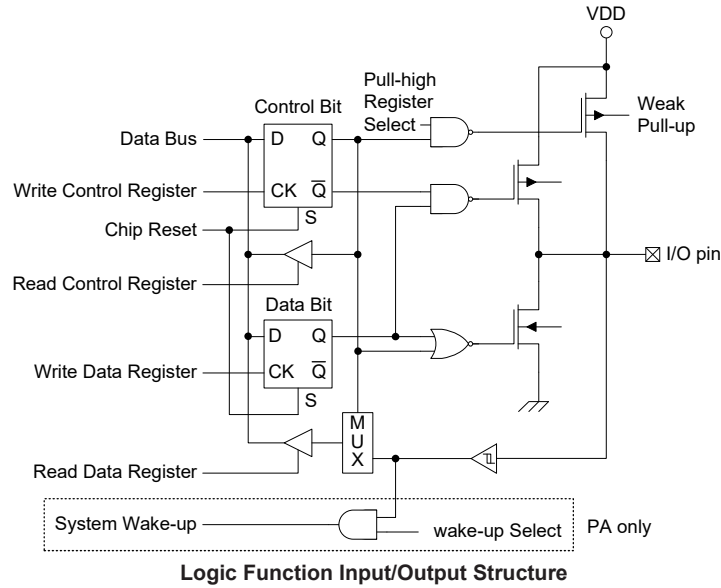 VDD
Pull-high
Register
Select
Control Bit
Weak
Pull-up
Data Bus
D Q
Write Control Register
CK Q̅
S
Chip Reset
I/O pin
Read Control Register
Data Bit
D Q
Write Data Register
CK Q̅
S
M
U
X
Read Data Register
System Wake-up
wake-up Select
PA only
Logic Function Input/Output Structure